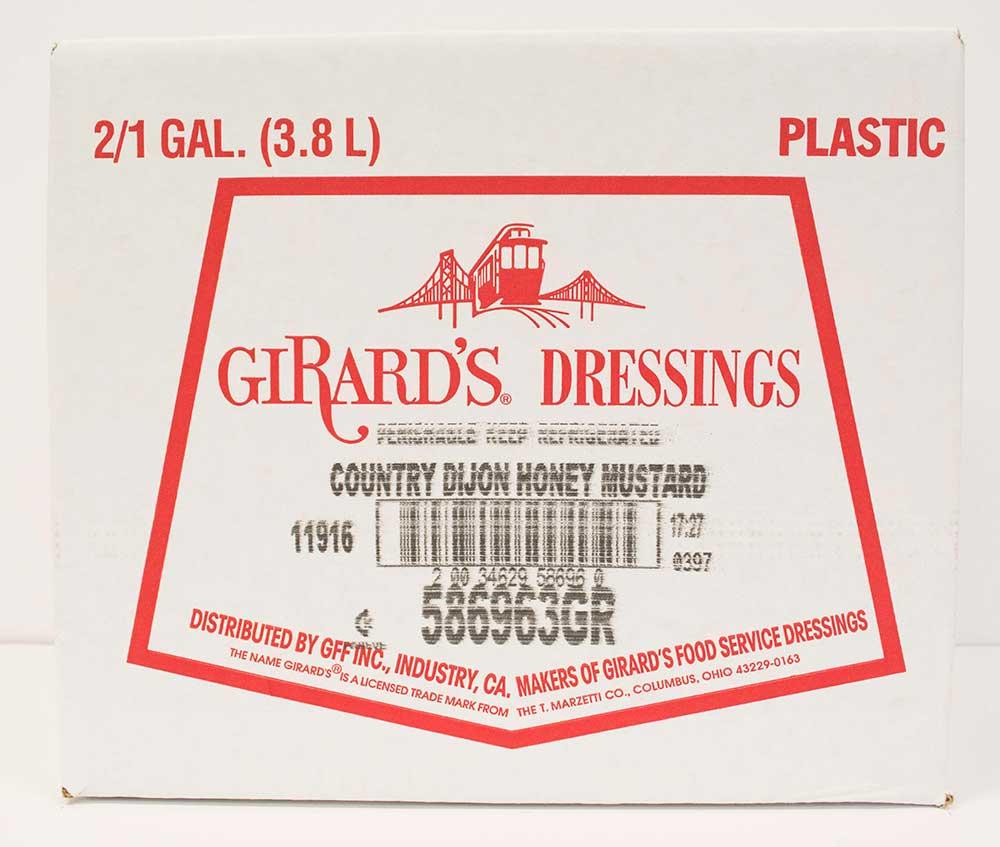 2/1 GAL. (3.8 L)
PLASTIC
GIRARD'S® DRESSINGS
PERISHABLE KEEP REFRIGERATED
COUNTRY DIJON HONEY MUSTARD
11916
17:27
0397
2 00 34629 58696 0
586963GR
DISTRIBUTED BY GFF INC., INDUSTRY, CA. MAKERS OF GIRARD'S FOOD SERVICE DRESSINGS
THE NAME GIRARD'S® IS A LICENSED TRADE MARK FROM THE T. MARZETTI CO., COLUMBUS, OHIO 43229-0163